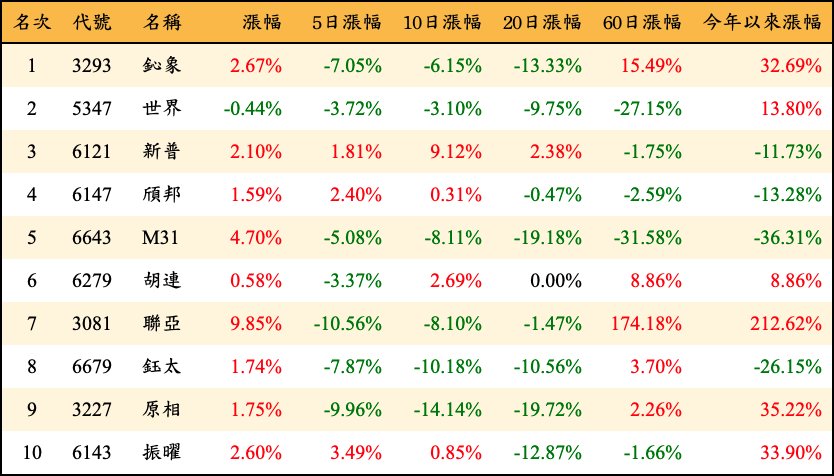 名次 代號 名稱 漲幅 5日漲幅 10日漲幅 20日漲幅 60日漲幅 今年以來漲幅
1 3293 鈊象 2.67% -7.05% -6.15% -13.33% 15.49% 32.69%
2 5347 世界 -0.44% -3.72% -3.10% -9.75% -27.15% 13.80%
3 6121 新普 2.10% 1.81% 9.12% 2.38% -1.75% -11.73%
4 6147 頎邦 1.59% 2.40% 0.31% -0.47% -2.59% -13.28%
5 6643 M31 4.70% -5.08% -8.11% -19.18% -31.58% -36.31%
6 6279 胡連 0.58% -3.37% 2.69% 0.00% 8.86% 8.86%
7 3081 聯亞 9.85% -10.56% -8.10% -1.47% 174.18% 212.62%
8 6679 鈺太 1.74% -7.87% -10.18% -10.56% 3.70% -26.15%
9 3227 原相 1.75% -9.96% -14.14% -19.72% 2.26% 35.22%
10 6143 振曜 2.60% 3.49% 0.85% -12.87% -1.66% 33.90%